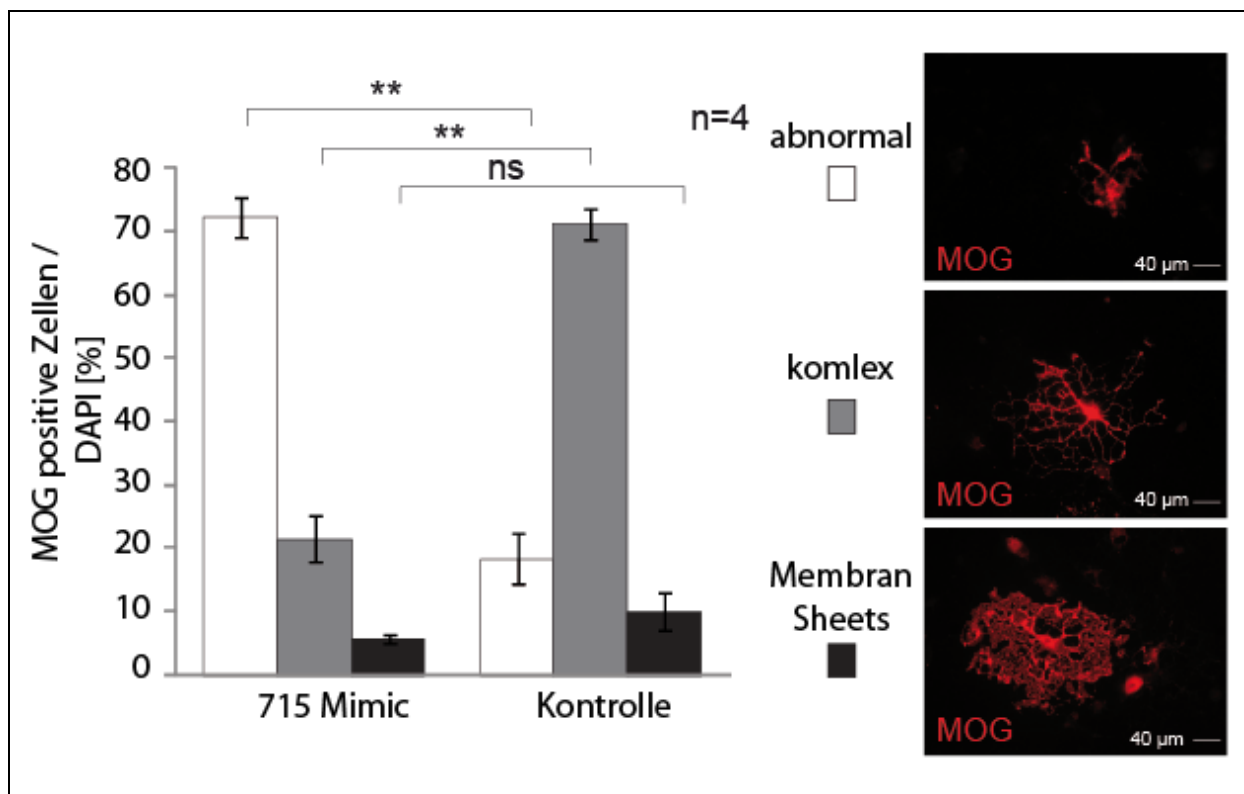 **
**
n=4
ns
80
70
60
50
40
30
20
10
0
MOG positive Zellen /
DAPI [%]
715 Mimic
Kontrolle
abnormal
komlex
Membran
Sheets
MOG
40 µm
MOG
40 µm
MOG
40 µm